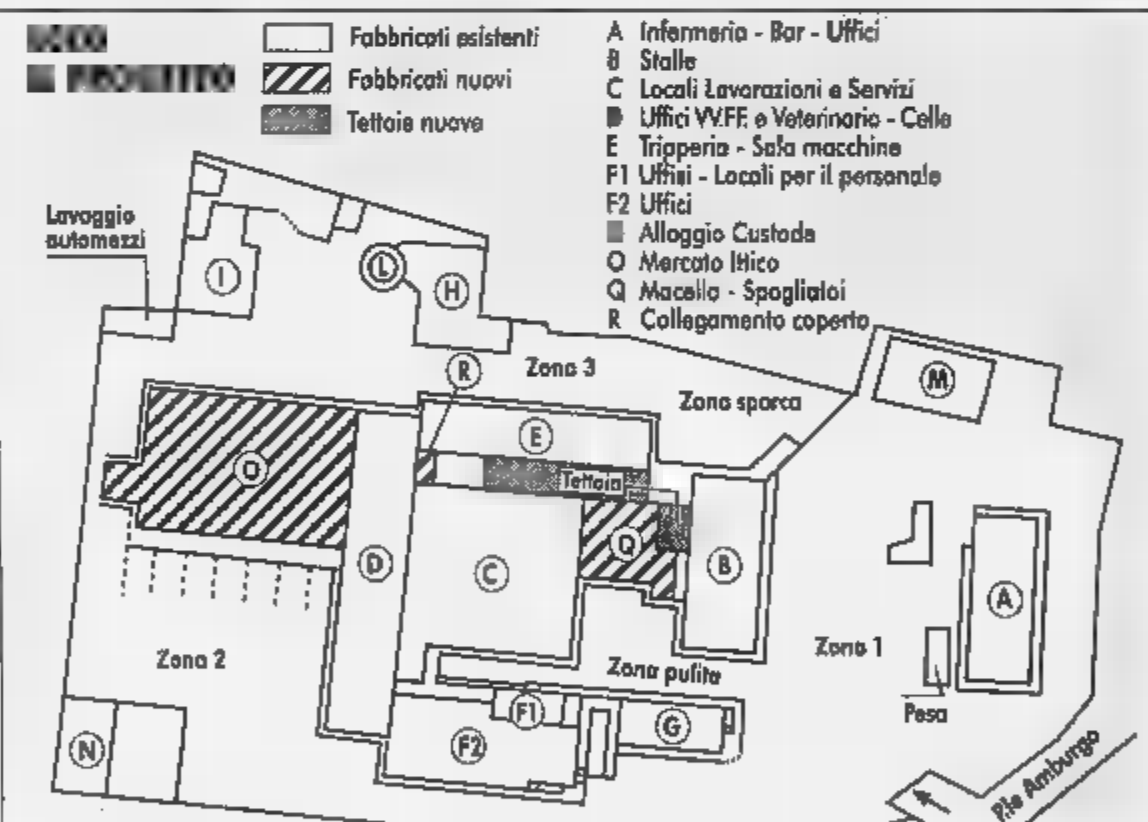 Fabbricati esistenti
Fabbricati nuovi
Tettoie nuove
A Infermeria - Bar - Uffici
B Stalle
C Locali Lavorazioni e Servizi
D Uffici VV.FF. e Veterinario - Celle
E Triperia - Sala macchine
F1 Uffici - Locali per il personale
F2 Uffici
Alloggio Custode
O Mercato Ittico
Q Macello - Spogliatoi
R Collegamento coperto
Lavaggio
automezzi
I
L
H
R
Zona 3
Zona sporca
M
E
Tettoia
O
D
C
Q
B
A
Zona 2
Zona pulita
Zona 1
Pesa
N
F1
F2
G
P.le Amburgo